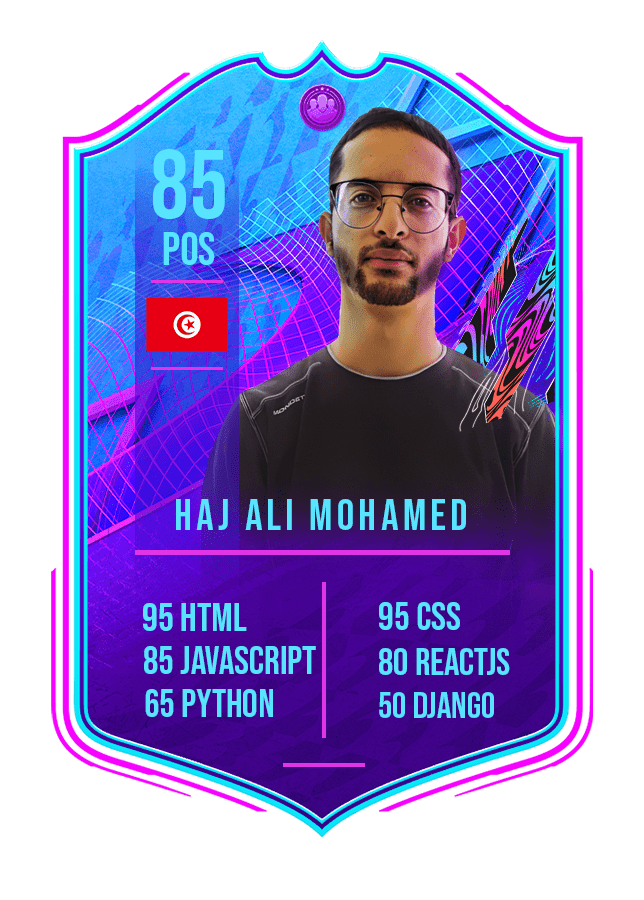 85
POS
HAJ ALI MOHAMED
95 HTML
85 JAVASCRIPT
65 PYTHON
95 CSS
80 REACTJS
50 DJANGO